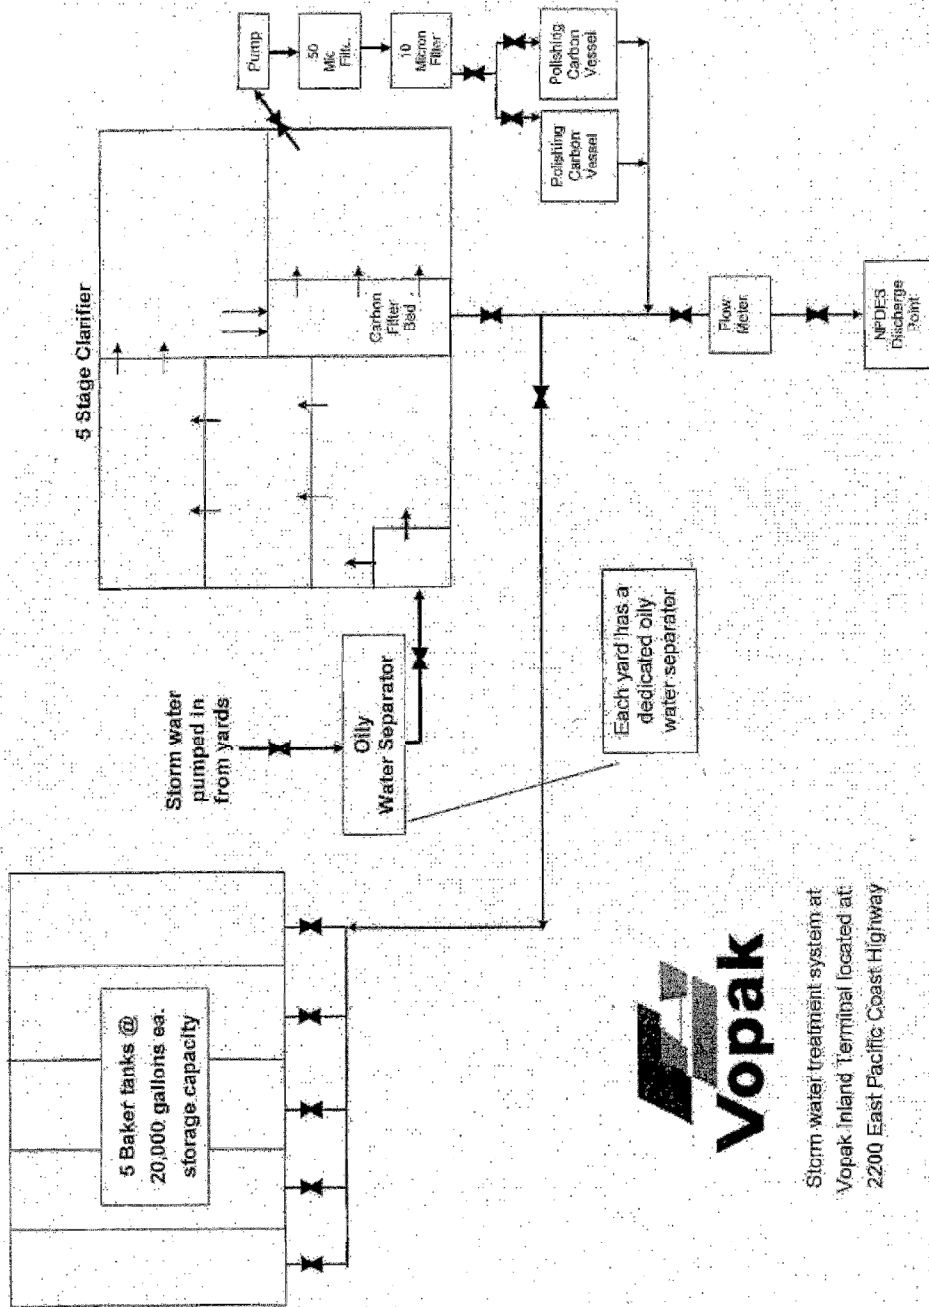 5 Baker tanks @
20,000 gallons ea.
storage capacity
Storm water
pumped in
from yards
Oily
Water Separator
Each yard has a
dedicated oily
water separator
5 Stage Clarifier
Carbon
Filter
Bed
Pump
50
Mic
10
Micron
Filter
Polishing
Carbon
Vessel
Polishing
Carbon
Vessel
Flow
Meter
NPDES
Discharge
Point
Vopak
Storm water treatment system at
Vopak Inland Terminal located at:
2200 East Pacific Coast Highway